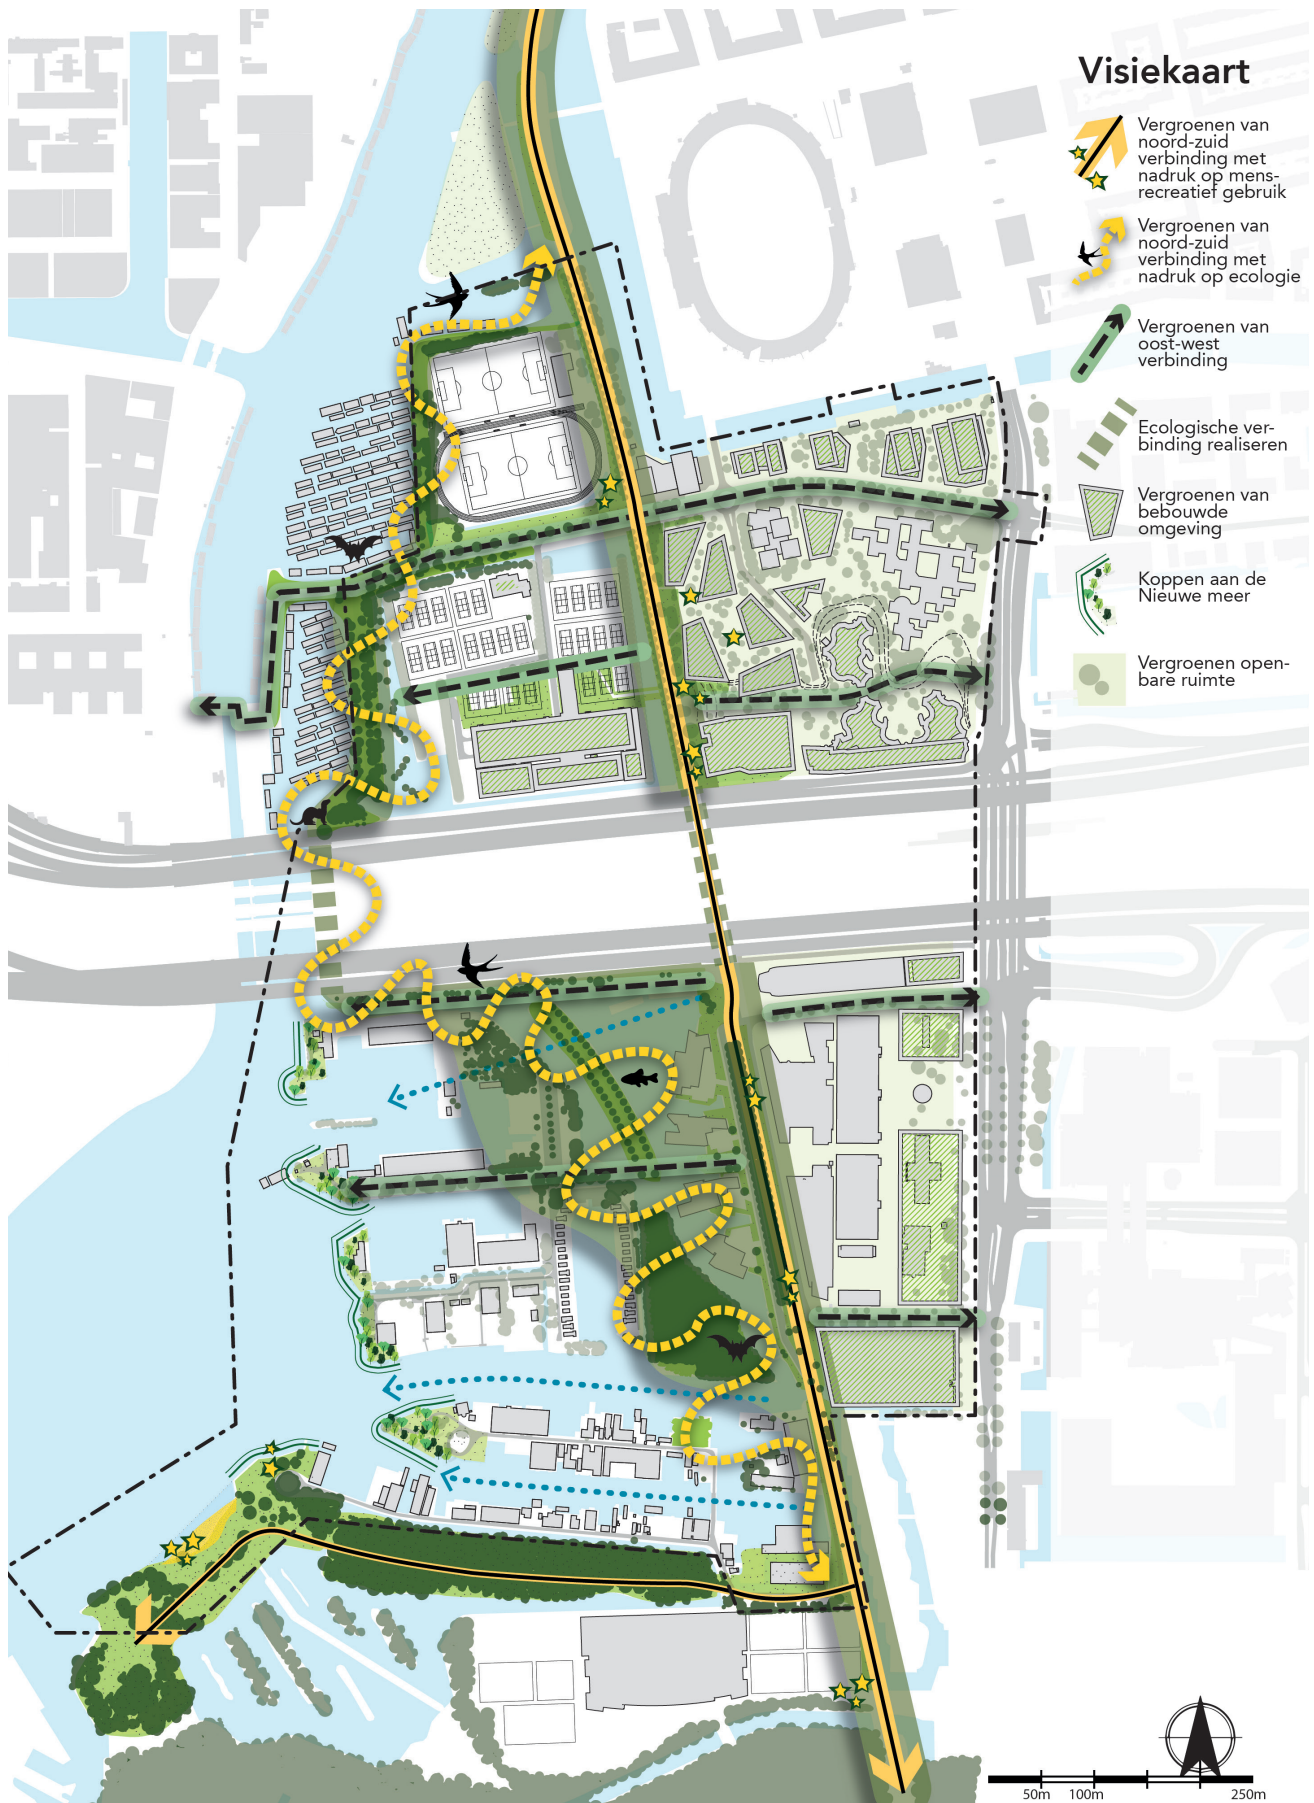 Visiekaart
Vergroenen van
noord-zuid
verbinding met
nadruk op mens-
recreatief gebruik
Vergroenen van
noord-zuid
verbinding met
nadruk op ecologie
Vergroenen van
oost-west
verbinding
Ecologische ver-
binding realiseren
Vergroenen van
bebouwde
omgeving
Koppen aan de
Nieuwe meer
Vergroenen open-
bare ruimte
50m 100m 250m